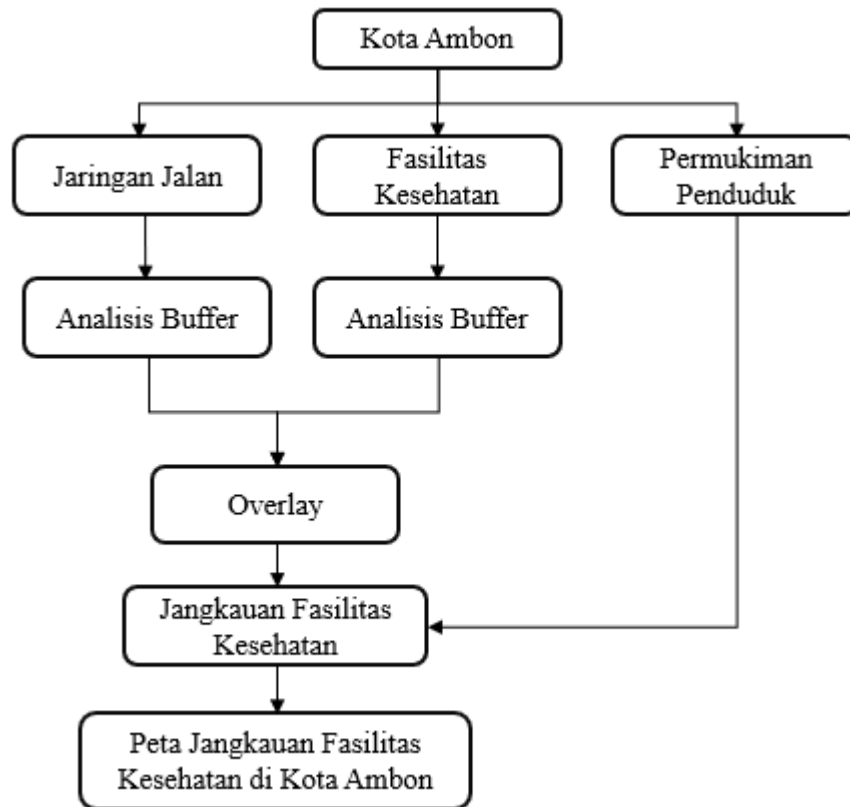 Kota Ambon
Jaringan Jalan
Fasilitas
Kesehatan
Permukiman
Penduduk
Analisis Buffer
Analisis Buffer
Overlay
Jangkauan Fasilitas
Kesehatan
Peta Jangkauan Fasilitas
Kesehatan di Kota Ambon